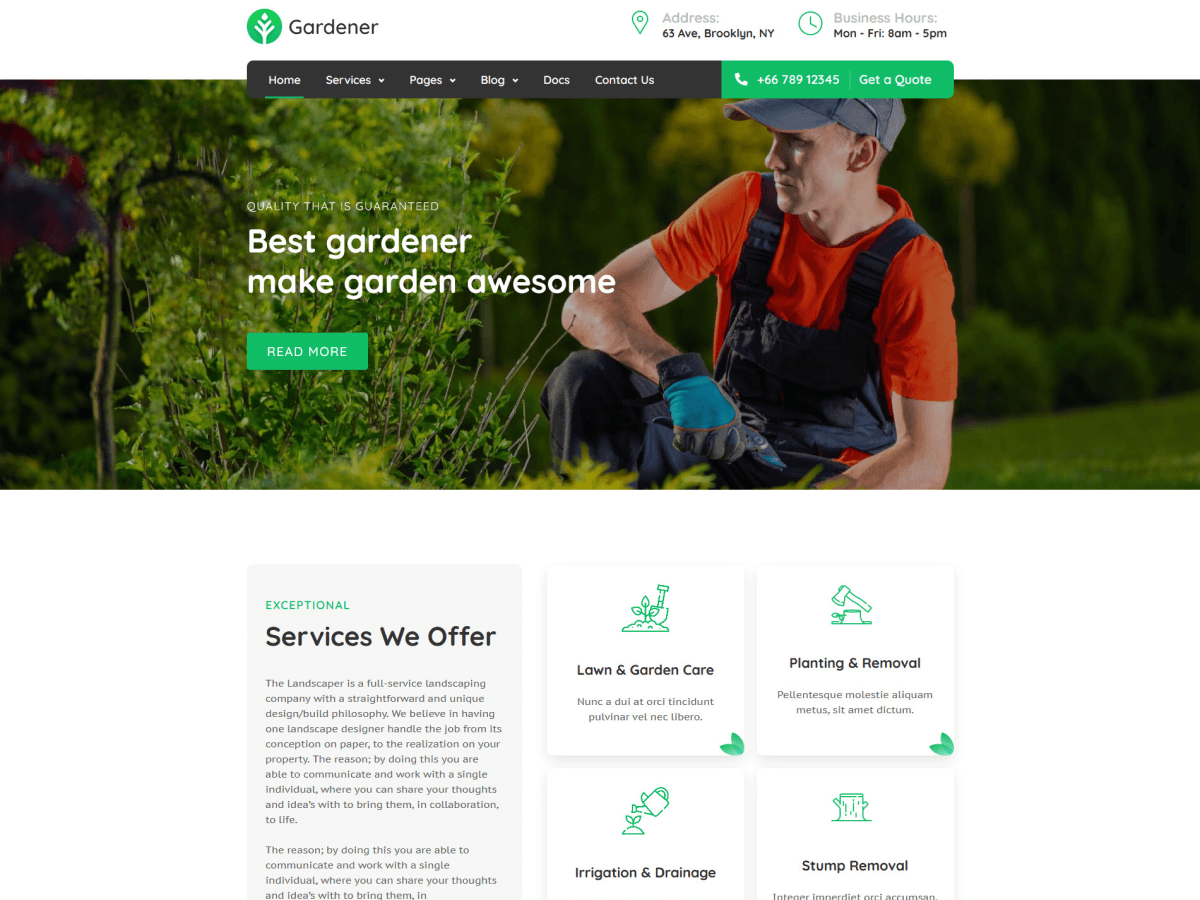 Gardener
Address:
63 Ave, Brooklyn, NY
Business Hours:
Mon - Fri: 8am - 5pm
Home Services Pages Blog Docs Contact Us +66 789 12345 Get a Quote
QUALITY THAT IS GUARANTEED
Best gardener
make garden awesome
READ MORE
EXCEPTIONAL
Services We Offer
The Landscaper is a full-service landscaping
company with a straightforward and unique
design/build philosophy. We believe in having
one landscape designer handle the job from its
conception on paper, to the realization on your
property. The reason; by doing this you are
able to communicate and work with a single
individual, where you can share your thoughts
and idea's with to bring them, in collaboration,
to life.
The reason; by doing this you are able to
communicate and work with a single
individual, where you can share your thoughts
and idea's with to bring them, in
Lawn & Garden Care
Nunc a dui at orci tincidunt
pulvinar vel nec libero.
Planting & Removal
Pellentesque molestie aliquam
metus, sit amet dictum.
Irrigation & Drainage
Stump Removal
Integer imperdiet orci accumsan,